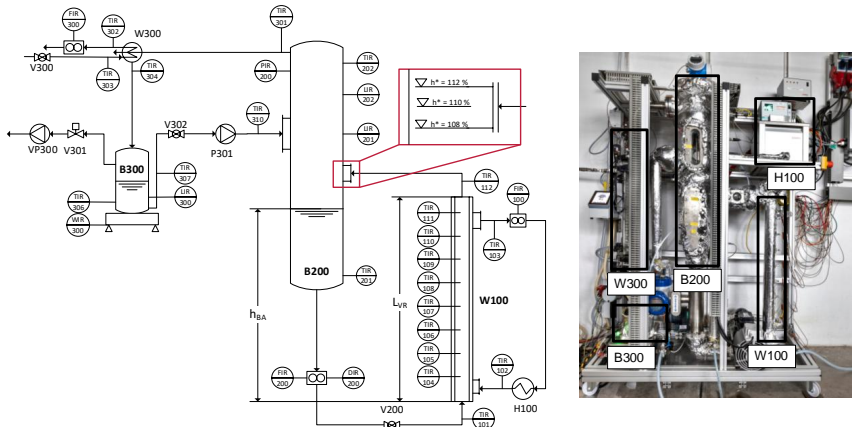 FIR
300
TIR
302
W300
TIR
301
V300
TIR
303
TIR
304
PIR
200
TIR
202
LIR
202
LIR
201
h* = 112 %
h* = 110 %
h* = 108 %
V302
TIR
310
P301
VP300
V301
B300
TIR
307
LIR
300
TIR
306
WIR
300
TIR
112
FIR
100
TIR
111
TIR
110
TIR
109
TIR
108
TIR
107
TIR
106
TIR
105
TIR
104
TIR
103
TIR
201
B200
hBA
LVR
W100
FIR
200
DIR
200
TIR
102
H100
V200
TIR
101
H100
W300
B200
B300
W100